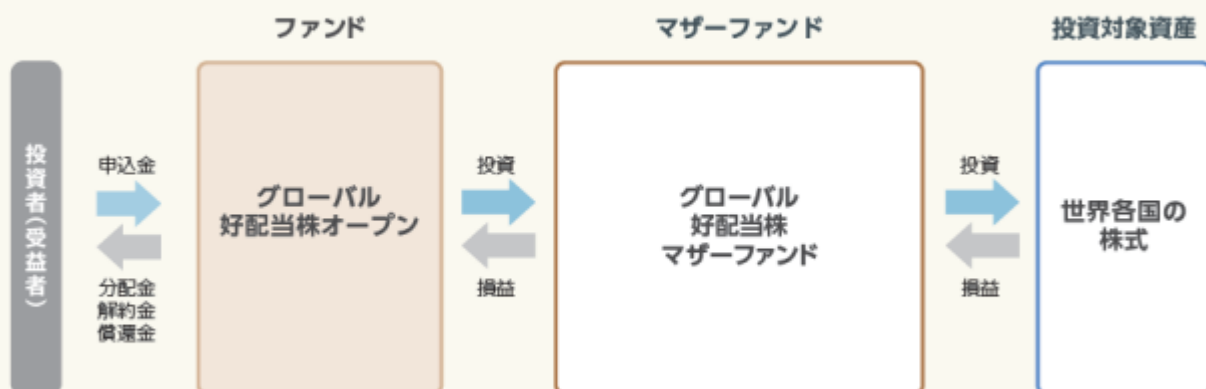 ファンド
マザーファンド
投資対象資産
投資者(受益者)
申込金
分配金
解約金
償還金
グローバル
好配当株オープン
投資
損益
グローバル
好配当株
マザーファンド
投資
損益
世界各国の
株式